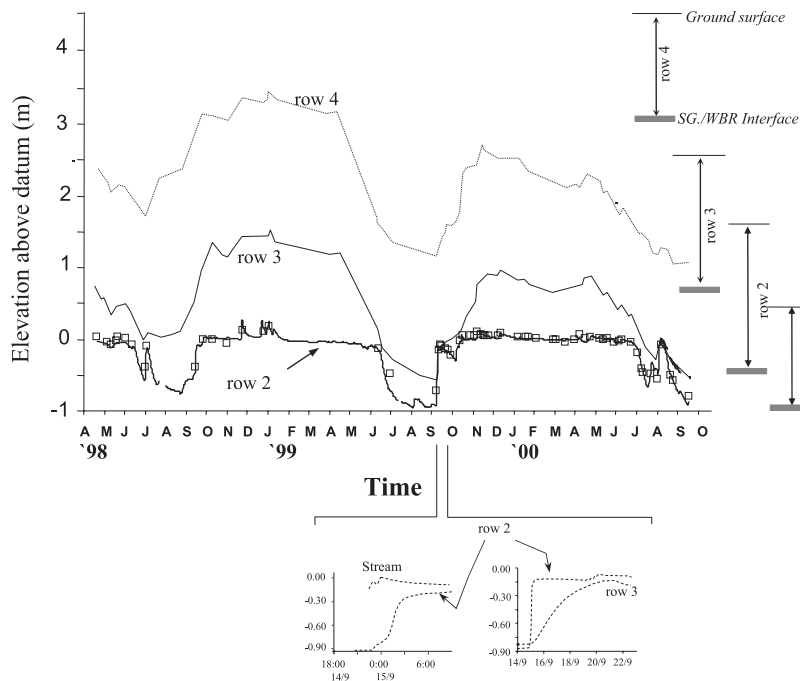 Ground surface
row 4
SG./WBR Interface
row 3
row 2
Elevation above datum (m)
4
3
2
1
0
-1
row 4
row 3
row 2
A M J J A S O N D J F M A M J J A S O N D J F M A M J J A S O
`98 `99 `00
Time
row 2
Stream
0.00
-0.30
-0.60
-0.90
18:00 0:00 6:00
14/9 15/9
row 3
0.00
-0.30
-0.60
-0.90
14/9 16/9 18/9 20/9 22/9